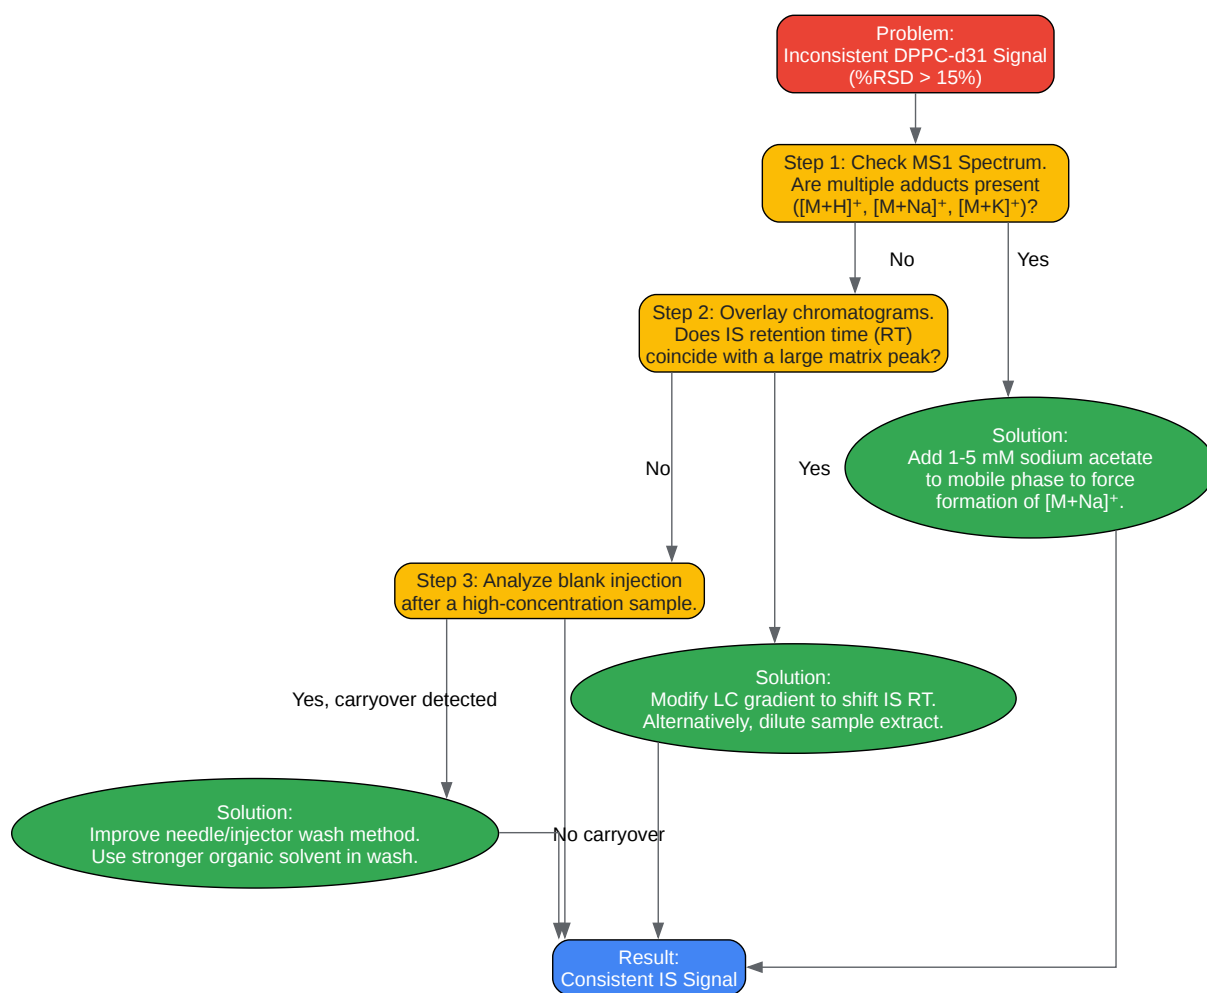 Problem:
Inconsistent DPPC-d31 Signal
(%RSD > 15%)
Step 1: Check MS1 Spectrum.
Are multiple adducts present
([M+H]⁺, [M+Na]⁺, [M+K]⁺)?
No
Yes
Step 2: Overlay chromatograms.
Does IS retention time (RT)
coincide with a large matrix peak?
Solution:
Add 1-5 mM sodium acetate
to mobile phase to force
formation of [M+Na]⁺.
No
Yes
Step 3: Analyze blank injection
after a high-concentration sample.
Solution:
Modify LC gradient to shift IS RT.
Alternatively, dilute sample extract.
Yes, carryover detected
Solution:
Improve needle/injector wash method.
Use stronger organic solvent in wash.
No carryover
Result:
Consistent IS Signal